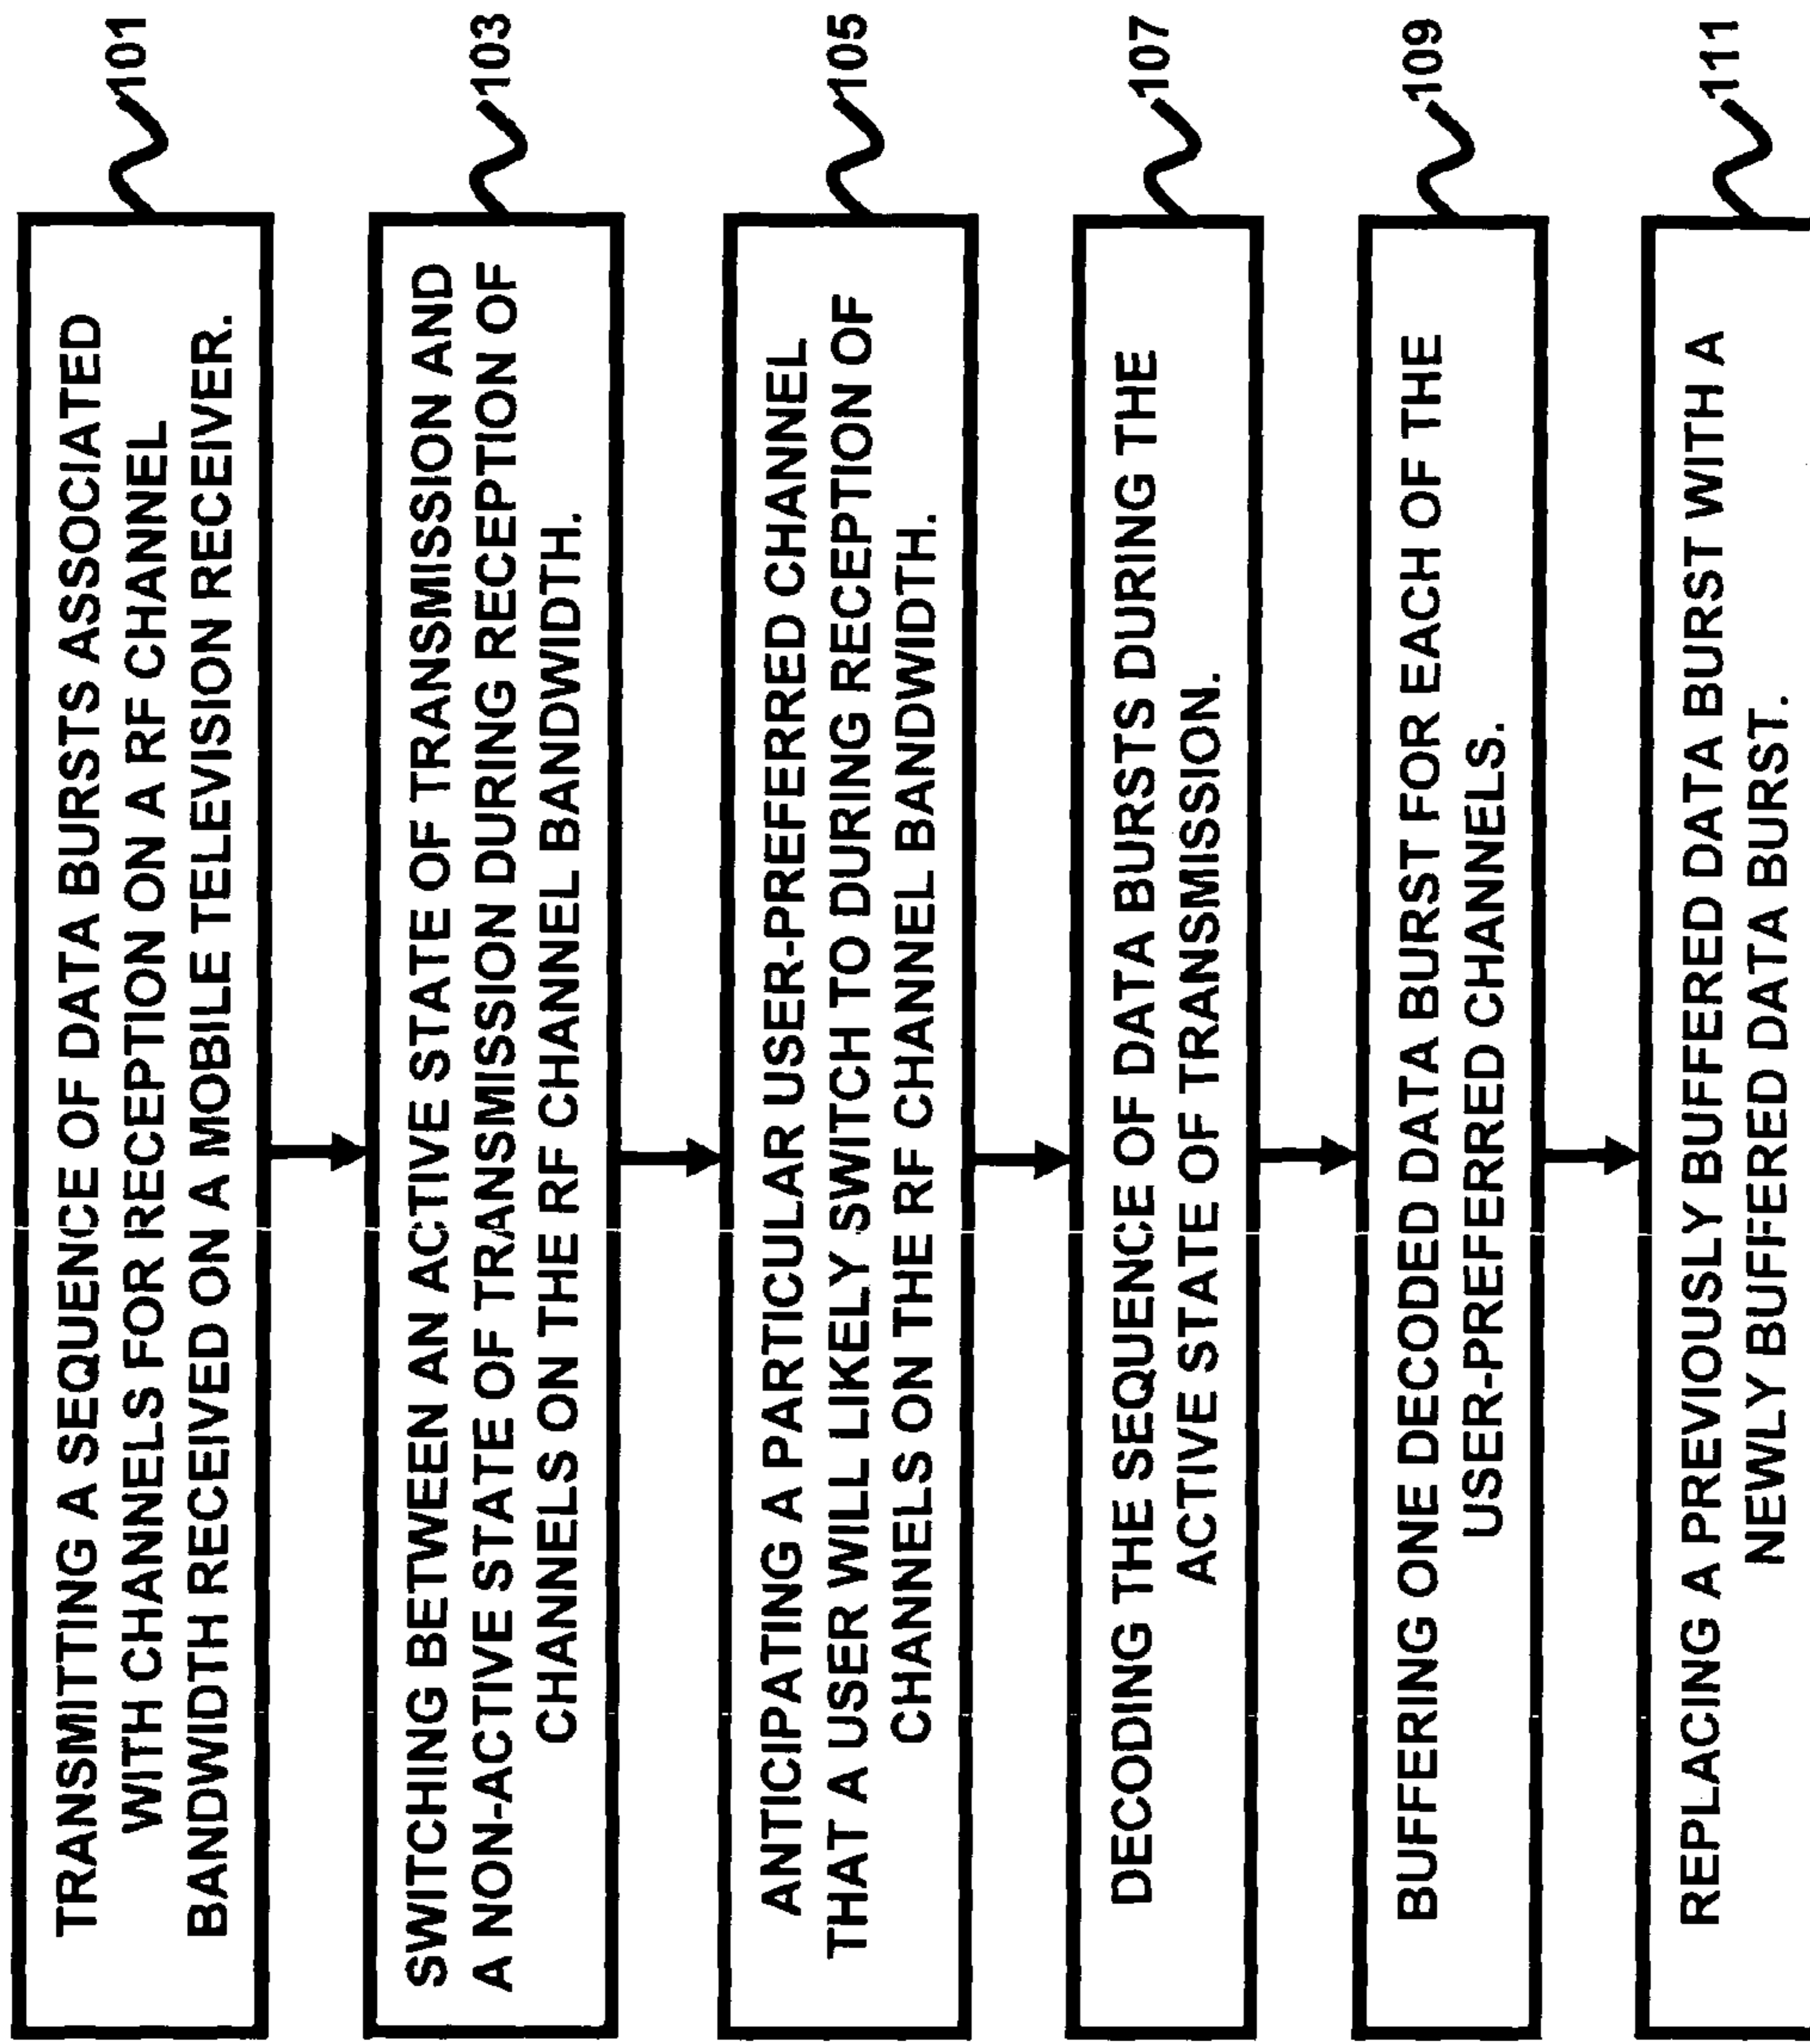 TRANSMITTING A SEQUENCE OF DATA BURSTS ASSOCIATED
WITH CHANNELS FOR RECEPTION ON A RF CHANNEL
BANDWIDTH RECEIVED ON A MOBILE TELEVISION RECEIVER.
101
SWITCHING BETWEEN AN ACTIVE STATE OF TRANSMISSION AND
A NON-ACTIVE STATE OF TRANSMISSION DURING RECEPTION OF
CHANNELS ON THE RF CHANNEL BANDWIDTH.
103
ANTICIPATING A PARTICULAR USER-PREFERRED CHANNEL
THAT A USER WILL LIKELY SWITCH TO DURING RECEPTION OF
CHANNELS ON THE RF CHANNEL BANDWIDTH.
105
DECODING THE SEQUENCE OF DATA BURSTS DURING THE
ACTIVE STATE OF TRANSMISSION.
107
BUFFERING ONE DECODED DATA BURST FOR EACH OF THE
USER-PREFERRED CHANNELS.
109
REPLACING A PREVIOUSLY BUFFERED DATA BURST WITH A
NEWLY BUFFERED DATA BURST.
111